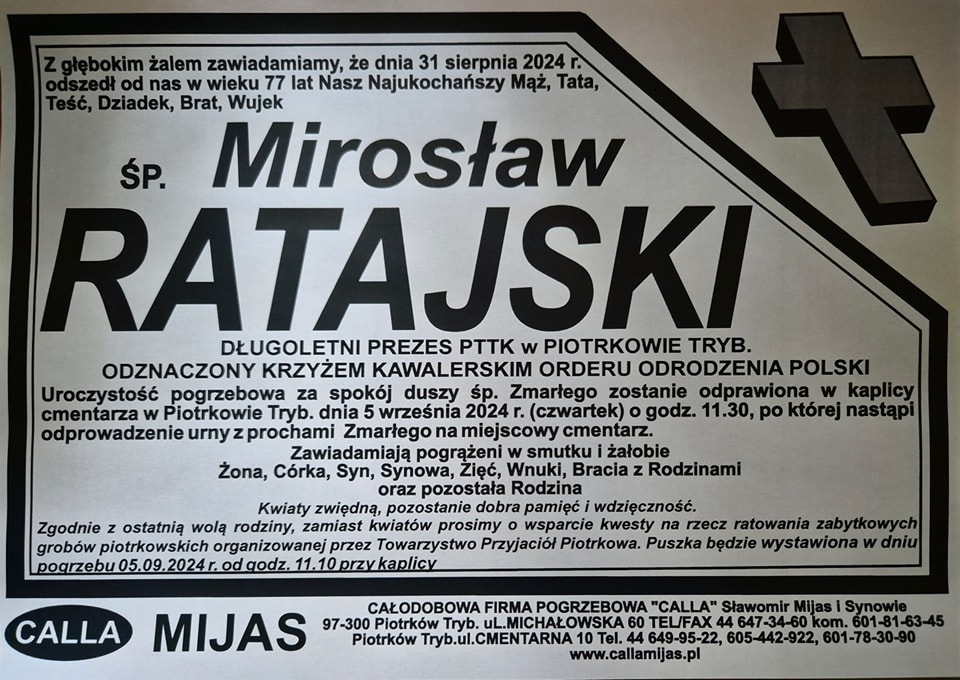 Z głębokim żalem zawiadamiamy, że dnia 31 sierpnia 2024 r.
odszedł od nas w wieku 77 lat Nasz Najukochańszy Mąż, Tata,
Teść, Dziadek, Brat, Wujek
ŚP. Mirosław
RATAJSKI
DŁUGOLETNI PREZES PTTK w PIOTRKOWIE TRYB.
ODZNACZONY KRZYŻEM KAWALERSKIM ORDERU ODRODZENIA POLSKI
Uroczystość pogrzebowa za spokój duszy śp. Zmarłego zostanie odprawiona w kaplicy
cmentarza w Piotrkowie Tryb. dnia 5 września 2024 r. (czwartek) o godz. 11.30, po której nastąpi
odprowadzenie urny z prochami Zmarłego na miejscowy cmentarz.
Zawiadamiają pogrążeni w smutku i żałobie
Żona, Córka, Syn, Synowa, Zięć, Wnuki, Bracia z Rodzinami
oraz pozostała Rodzina
Kwiaty zwiędną, pozostanie dobra pamięć i wdzięczność.
Zgodnie z ostatnią wolą rodziny, zamiast kwiatów prosimy o wsparcie kwesty na rzecz ratowania zabytkowych
grobów piotrkowskich organizowanej przez Towarzystwo Przyjaciół Piotrkowa. Puszka będzie wystawiona w dniu
pogrzebu 05.09.2024 r. od godz. 11.10 przy kaplicy
CALLA MIJAS
CAŁODOBOWA FIRMA POGRZEBOWA "CALLA" Sławomir Mijas i Synowie
97-300 Piotrków Tryb. uL.MICHAŁOWSKA 60 TEL/FAX 44 647-34-60 kom. 601-81-63-45
Piotrków Tryb.ul.CMENTARNA 10 Tel. 44 649-95-22, 605-442-922, 601-78-30-90
www.callamijas.pl